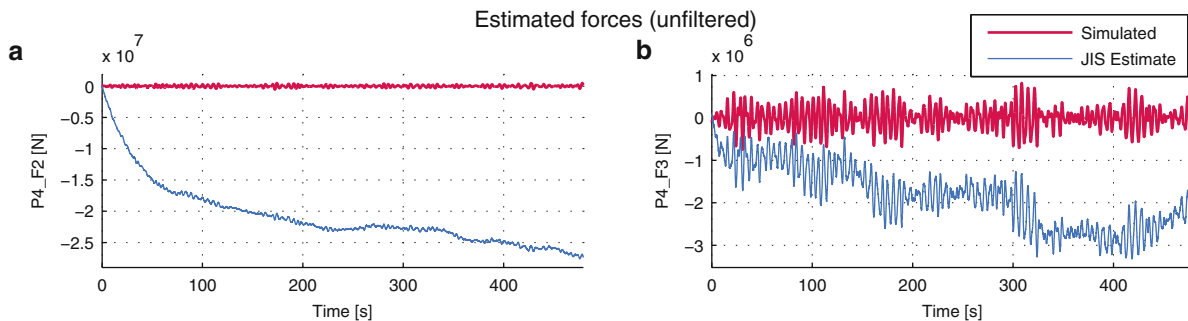 Estimated forces (unfiltered)
Simulated
JIS Estimate
a
x 10^7
0
−0.5
−1
−1.5
−2
−2.5
P4_F2 [N]
0 100 200 300 400
Time [s]
b
x 10^6
1
0
−1
−2
−3
P4_F3 [N]
0 100 200 300 400
Time [s]